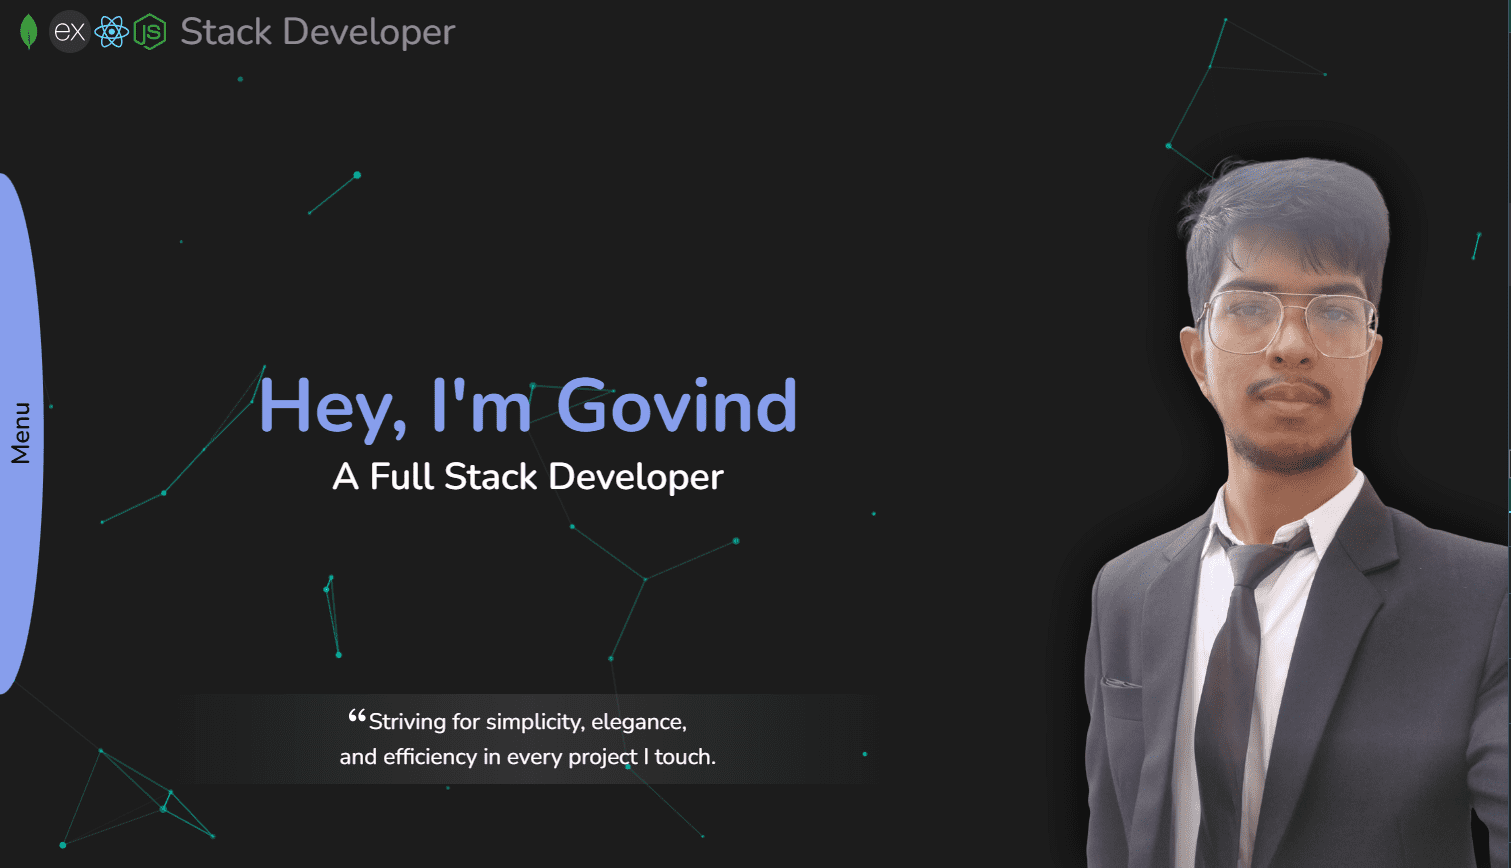 ex JS Stack Developer
Menu
Hey, I'm Govind
A Full Stack Developer
“Striving for simplicity, elegance,
and efficiency in every project I touch.